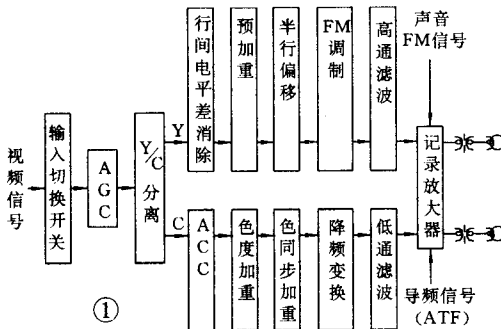 视频信号
输入切换开关
AGC
Y/C分离
Y
行间电平差消除
预加重
半行偏移
FM调制
高通滤波
声音
FM信号
记录放大器
C
ACC
色度加重
色同步加重
降频变换
低通滤波
导频信号
(ATF)
①